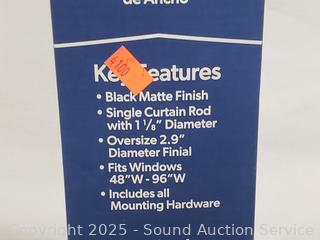 de Ancho
4100
Key Features
• Black Matte Finish
• Single Curtain Rod
with 1 1/8" Diameter
• Oversize 2.9"
Diameter Finial
• Fits Windows
48"W - 96"W
• Includes all
Mounting Hardware
Copyright 2025 - Sound Auction Service